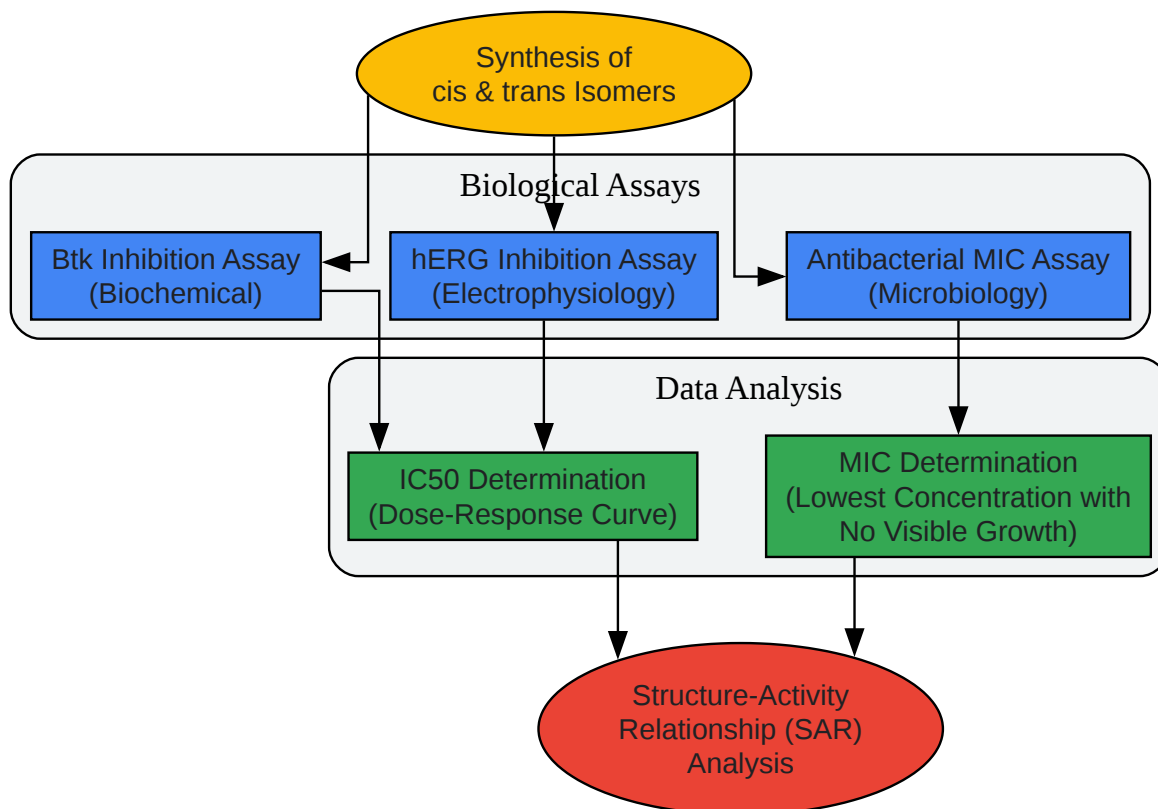 Synthesis of
cis & trans Isomers
Biological Assays
Btk Inhibition Assay
(Biochemical)
hERG Inhibition Assay
(Electrophysiology)
Antibacterial MIC Assay
(Microbiology)
Data Analysis
IC50 Determination
(Dose-Response Curve)
MIC Determination
(Lowest Concentration with
No Visible Growth)
Structure-Activity
Relationship (SAR)
Analysis